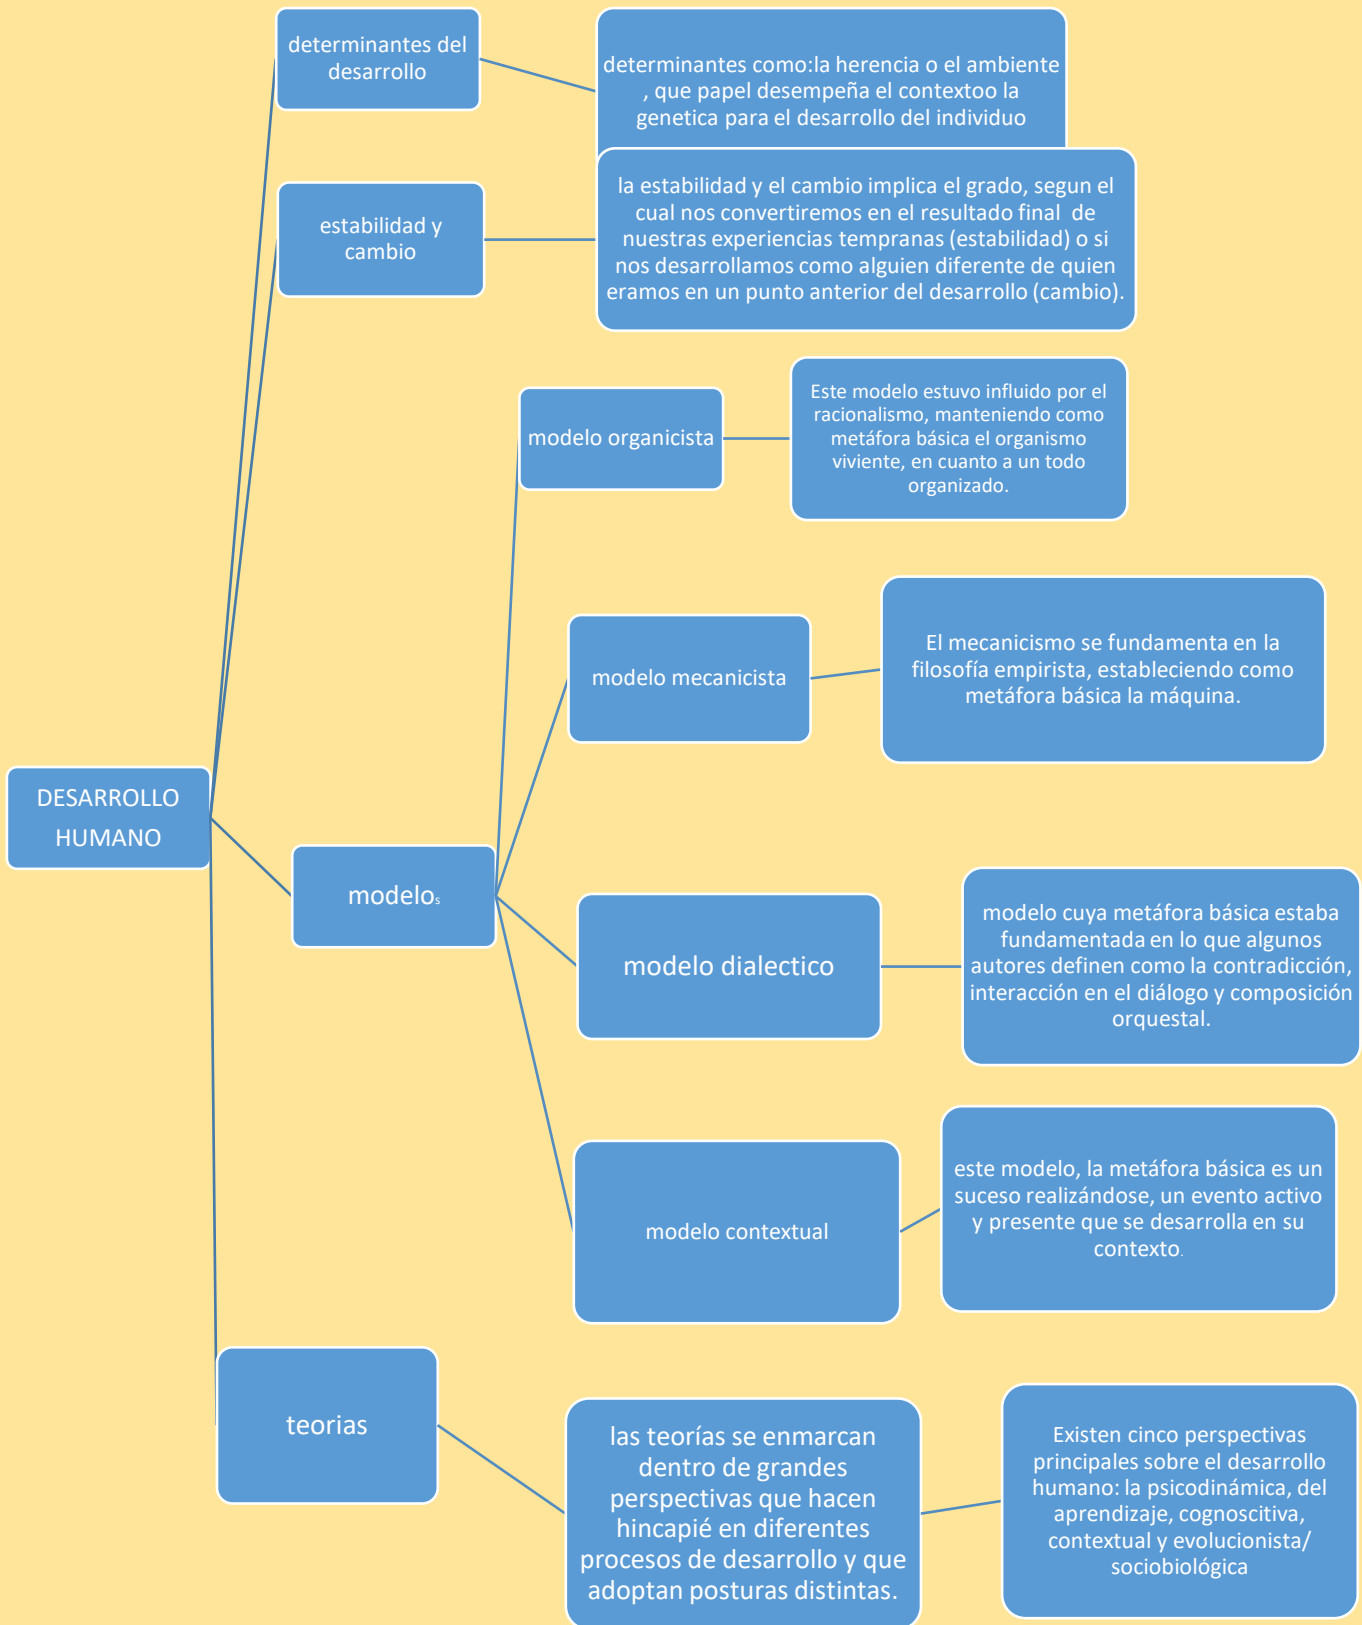 determinantes del
desarrollo
determinantes como:la herencia o el ambiente
, que papel desempeña el contextoo la
genetica para el desarrollo del individuo
estabilidad y
cambio
la estabilidad y el cambio implica el grado, segun el
cual nos convertiremos en el resultado final de
nuestras experiencias tempranas (estabilidad) o si
nos desarrollamos como alguien diferente de quien
eramos en un punto anterior del desarrollo (cambio).
modelo organicista
Este modelo estuvo influido por el
racionalismo, manteniendo como
metáfora básica el organismo
viviente, en cuanto a un todo
organizado.
modelo mecanicista
El mecanicismo se fundamenta en la
filosofía empirista, estableciendo como
metáfora básica la máquina.
DESARROLLO
HUMANO
modelos
modelo dialectico
modelo cuya metáfora básica estaba
fundamentada en lo que algunos
autores definen como la contradicción,
interacción en el diálogo y composición
orquestal.
modelo contextual
este modelo, la metáfora básica es un
suceso realizándose, un evento activo
y presente que se desarrolla en su
contexto.
teorias
las teorías se enmarcan
dentro de grandes
perspectivas que hacen
hincapié en diferentes
procesos de desarrollo y que
adoptan posturas distintas.
Existen cinco perspectivas
principales sobre el desarrollo
humano: la psicodinámica, del
aprendizaje, cognoscitiva,
contextual y evolucionista/
sociobiológica